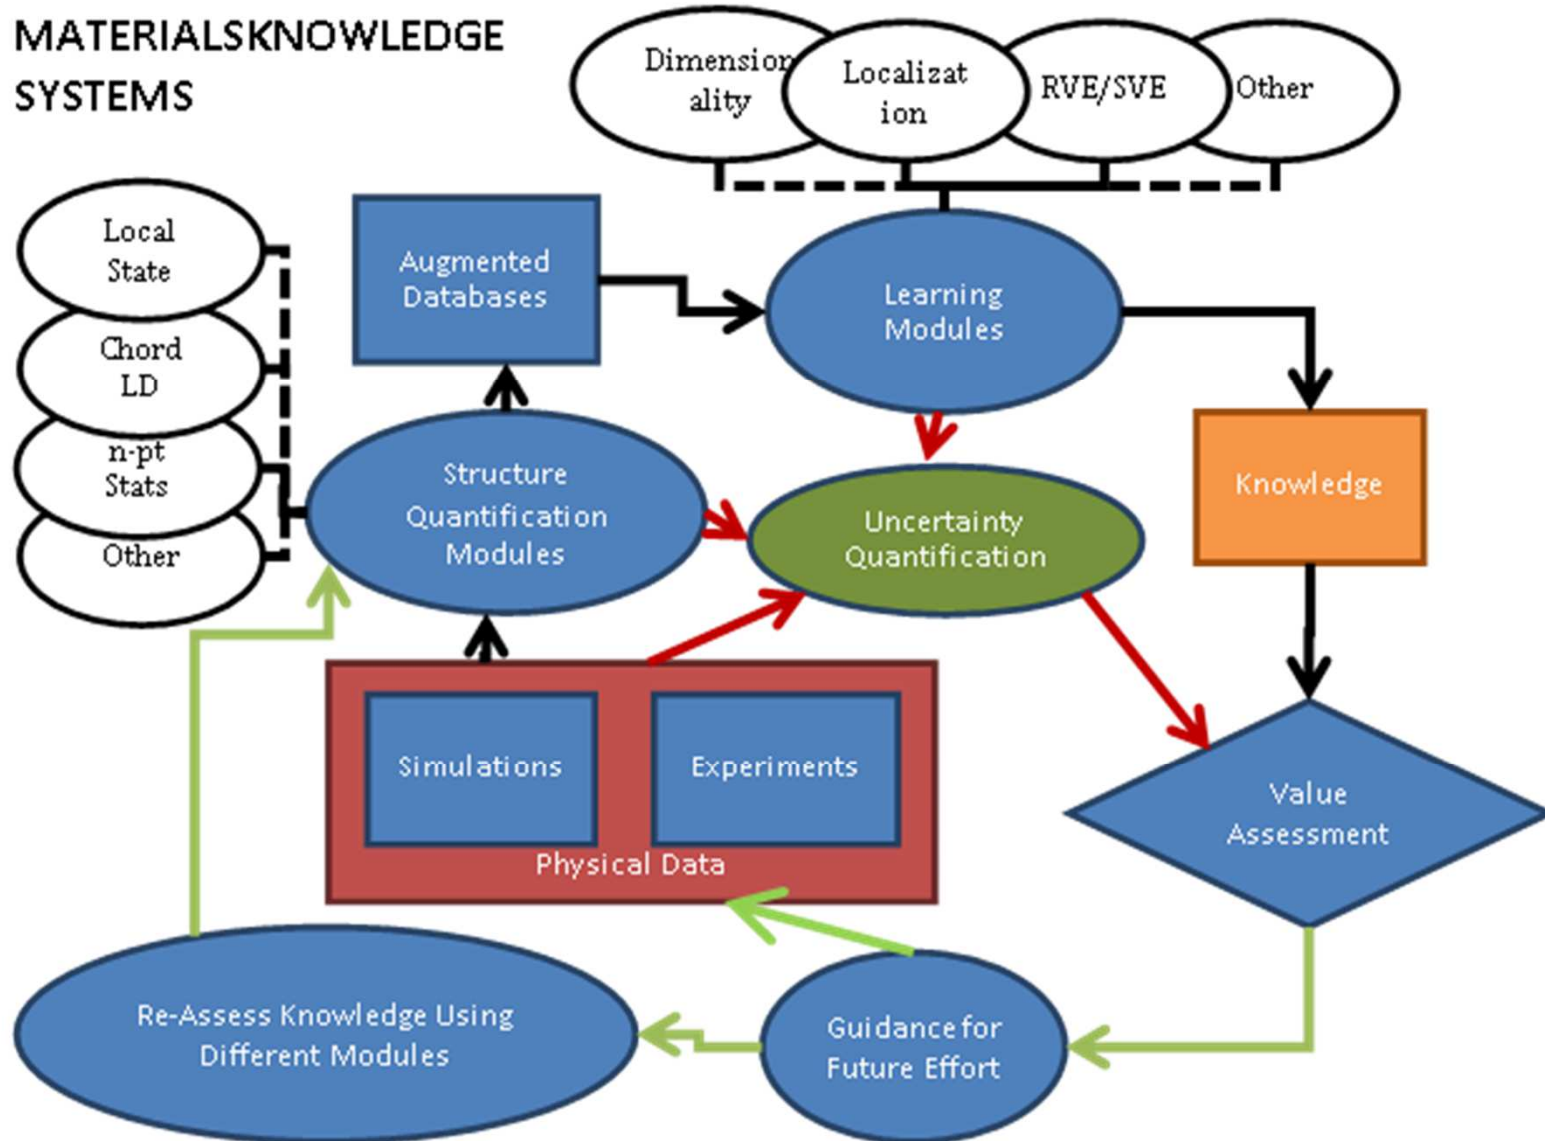 MATERIALSKNOWLEDGE
SYSTEMS
Dimension
ality
Localizat
ion
RVE/SVE
Other
Local
State
Chord
LD
n-pt
Stats
Other
Augmented
Databases
Learning
Modules
Structure
Quantification
Modules
Uncertainty
Quantification
Knowledge
Simulations
Experiments
Physical Data
Value
Assessment
Re-Assess Knowledge Using
Different Modules
Guidance for
Future Effort